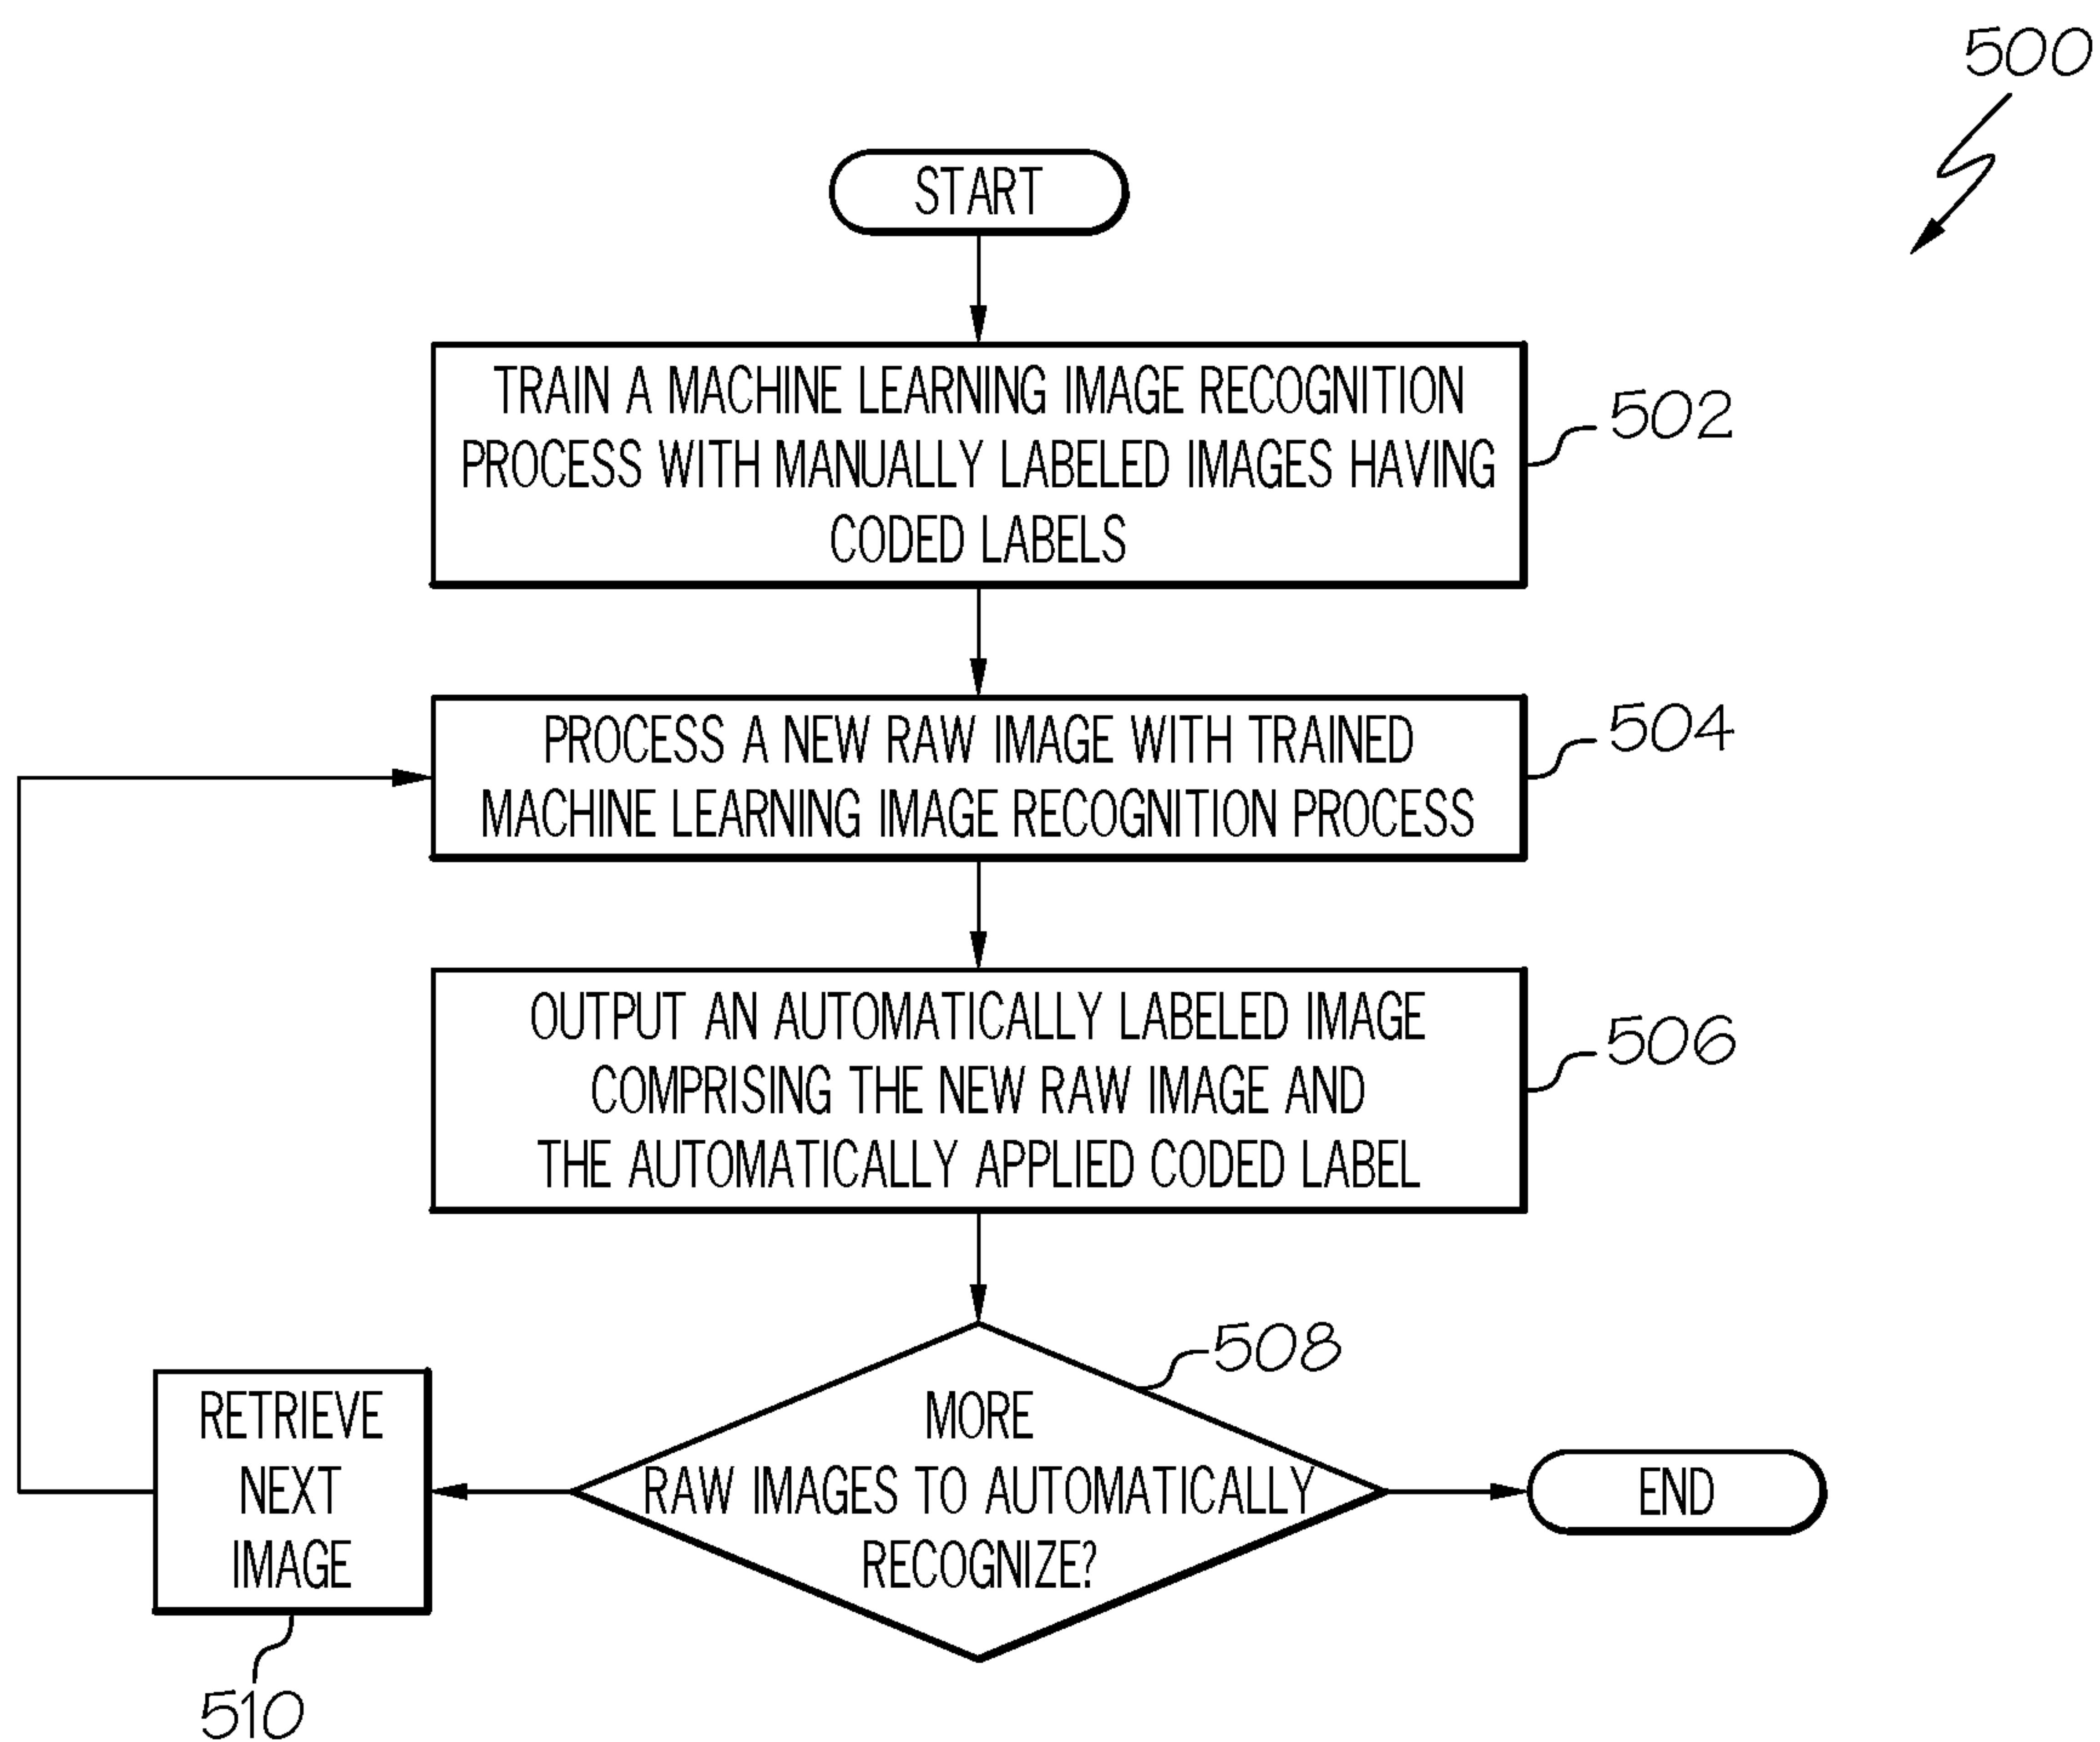 500
START
TRAIN A MACHINE LEARNING IMAGE RECOGNITION
PROCESS WITH MANUALLY LABELED IMAGES HAVING
CODED LABELS
502
PROCESS A NEW RAW IMAGE WITH TRAINED
MACHINE LEARNING IMAGE RECOGNITION PROCESS
504
OUTPUT AN AUTOMATICALLY LABELED IMAGE
COMPRISING THE NEW RAW IMAGE AND
THE AUTOMATICALLY APPLIED CODED LABEL
506
508
MORE
RAW IMAGES TO AUTOMATICALLY
RECOGNIZE?
RETRIEVE
NEXT
IMAGE
510
END